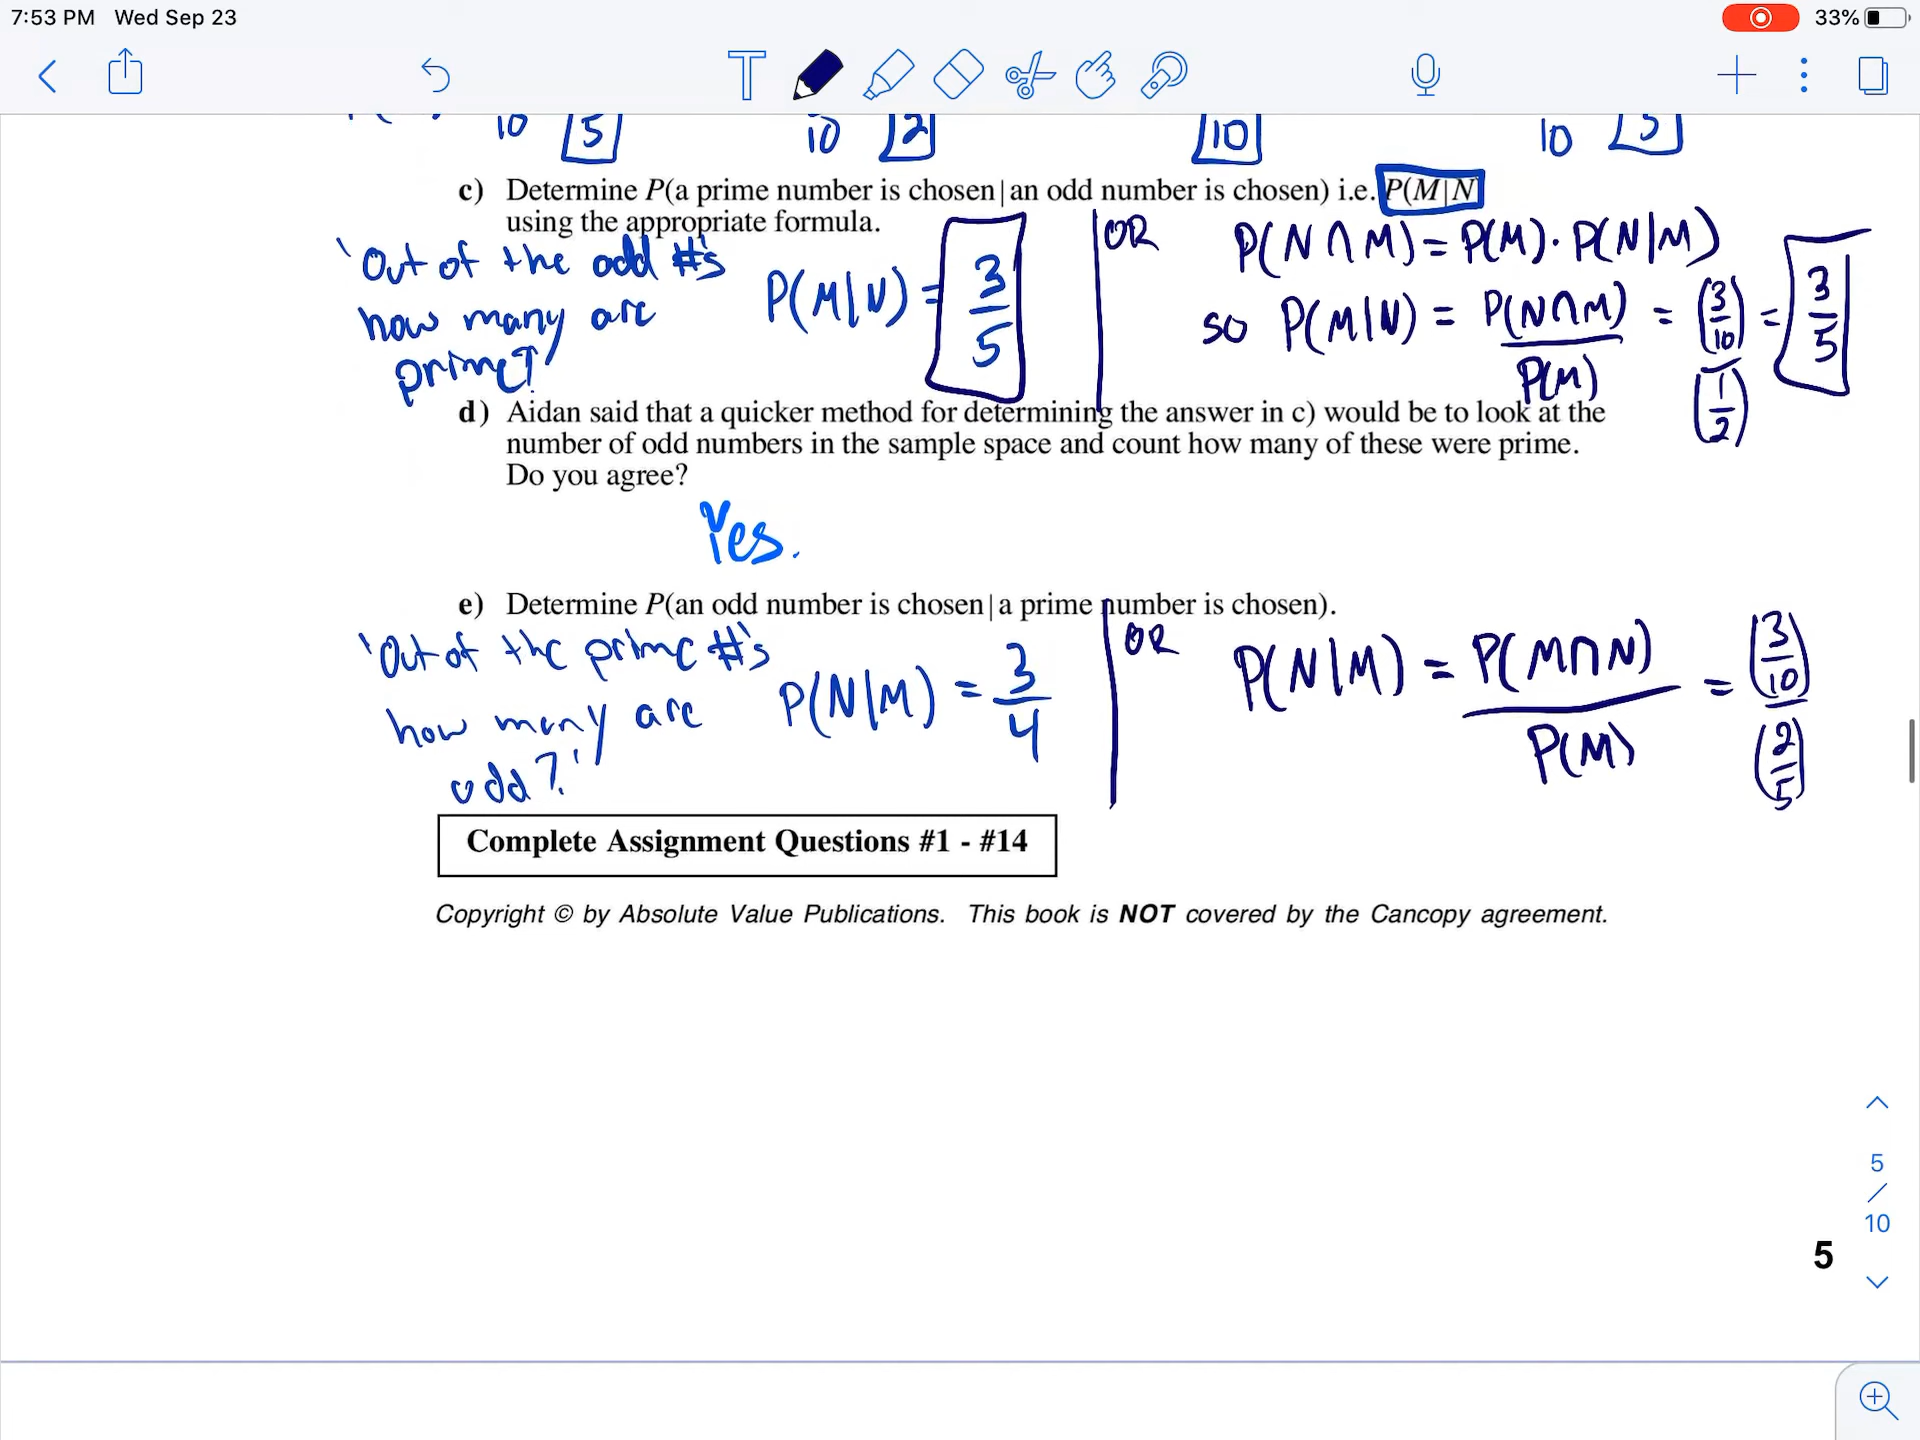 7:53 PM Wed Sep 23 33%
10 5 10 2 10 10
c) Determine P(a prime number is chosen | an odd number is chosen) i.e. P(M|N)
using the appropriate formula.
'Out of the odd #'s
how many are
prime?'
P(M|N) = 3/5
OR
P(N∩M) = P(M)·P(N|M)
so P(M|N) = P(N∩M)/P(M) = (3/10)/(1/2) = 3/5
d) Aidan said that a quicker method for determining the answer in c) would be to look at the
number of odd numbers in the sample space and count how many of these were prime.
Do you agree?
Yes.
e) Determine P(an odd number is chosen | a prime number is chosen).
'Out of the prime #'s
how many are
odd?'
P(N|M) = 3/4
OR
P(N|M) = P(M∩N)/P(M) = (3/10)/(2/5)
Complete Assignment Questions #1 - #14
Copyright © by Absolute Value Publications. This book is NOT covered by the Cancopy agreement.
5
/
10
5